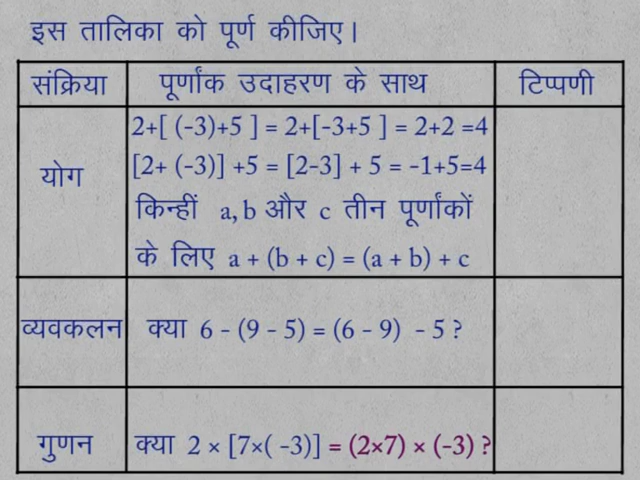 इस तालिका को पूर्ण कीजिए।
संक्रिया पूर्णांक उदाहरण के साथ टिप्पणी
2+[ (-3)+5 ] = 2+[-3+5 ] = 2+2 =4
[2+ (-3)] +5 = [2-3] + 5 = -1+5=4
योग
किन्हीं a, b और c तीन पूर्णांकों
के लिए a + (b + c) = (a + b) + c
व्यवकलन क्या 6 - (9 - 5) = (6 - 9) - 5 ?
गुणन क्या 2 × [7×( -3)] = (2×7) × (-3) ?